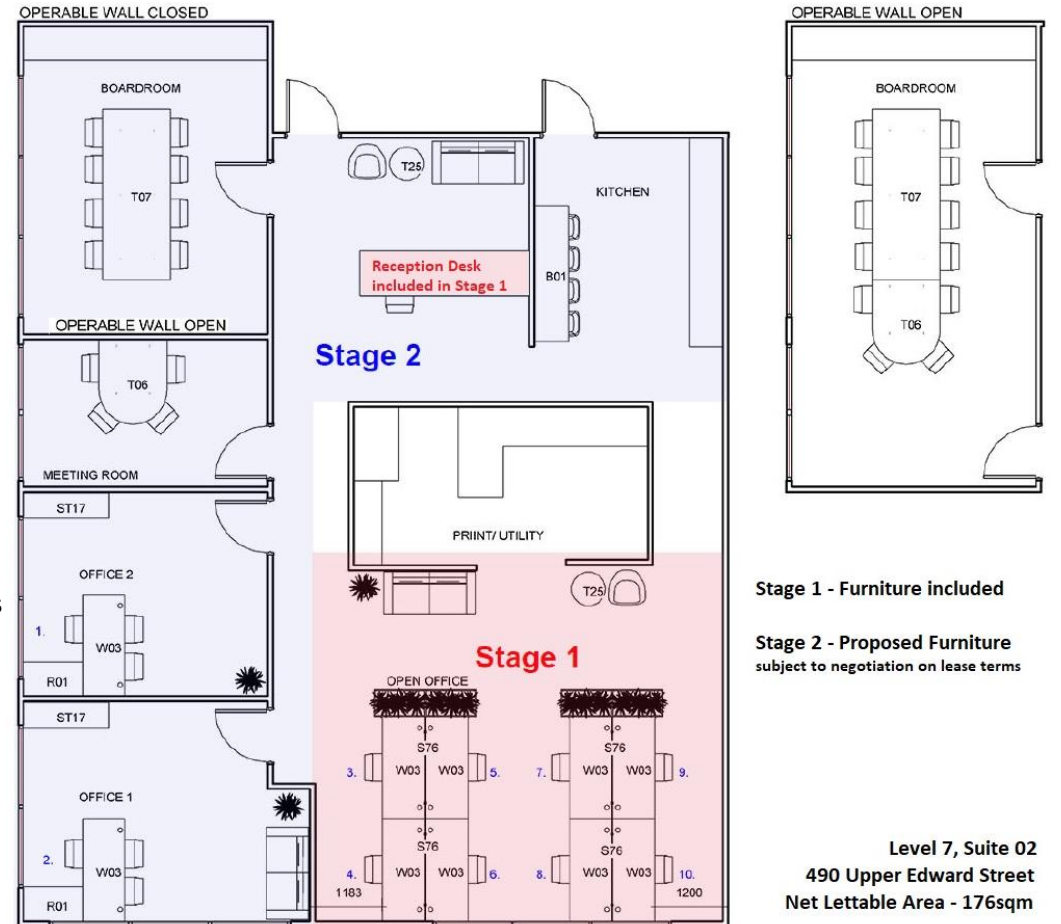 OPERABLE WALL CLOSED
BOARDROOM
T07
OPERABLE WALL OPEN
T06
MEETING ROOM
ST17
OFFICE 2
1.
W03
R01
ST17
OFFICE 1
2.
W03
R01
T25
Reception Desk
included in Stage 1
KITCHEN
B01
Stage 2
PRIINT/ UTILITY
T25
Stage 1
OPEN OFFICE
S76
S76
3.
W03
W03
5.
7.
W03
W03
9.
S76
S76
4.
W03
W03
6.
8.
W03
W03
10.
1183
1200
OPERABLE WALL OPEN
BOARDROOM
T07
T06
Stage 1 - Furniture included
Stage 2 - Proposed Furniture
subject to negotiation on lease terms
Level 7, Suite 02
490 Upper Edward Street
Net Lettable Area - 176sqm